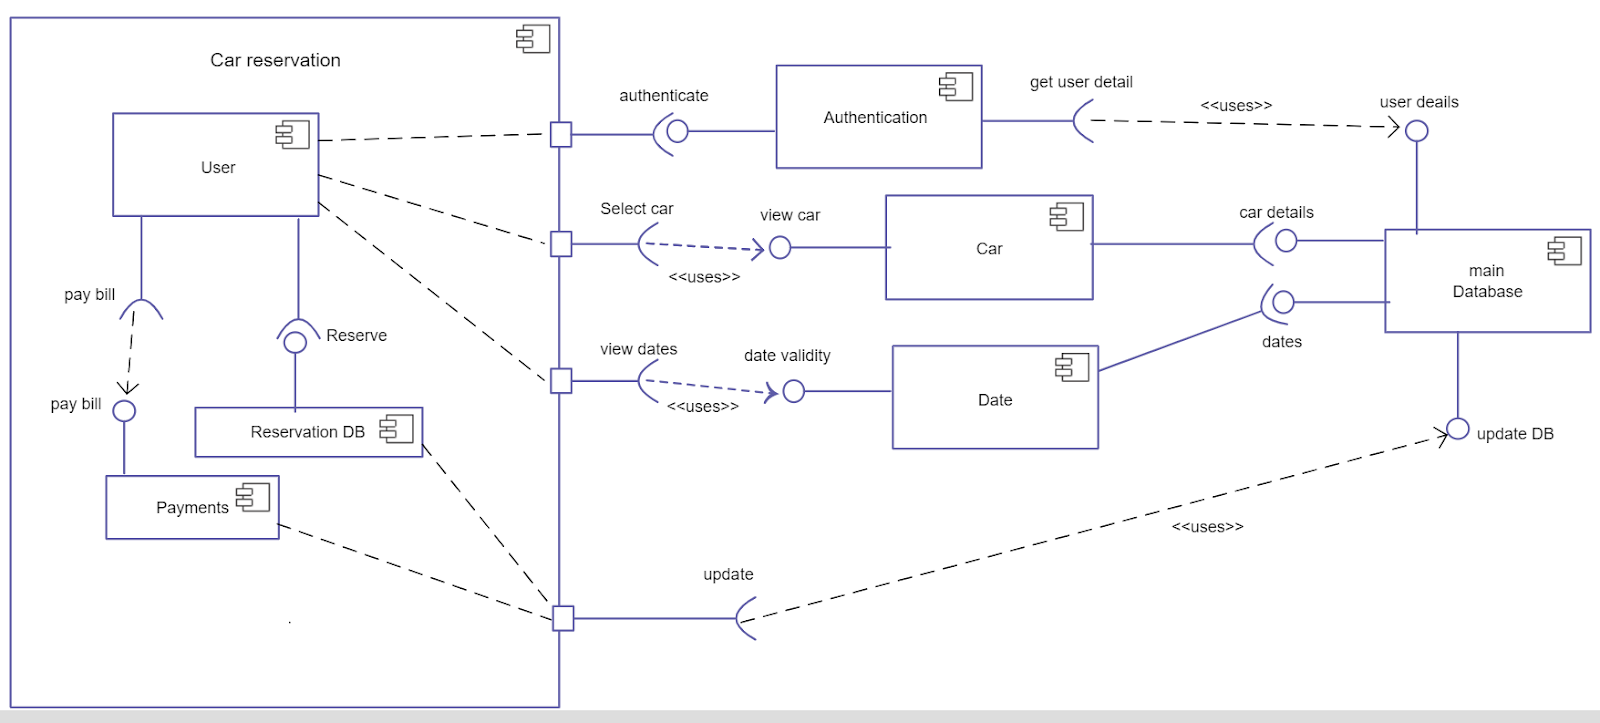 Car reservation
User
pay bill
Reserve
pay bill
Reservation DB
Payments
authenticate
Authentication
get user detail
<<uses>>
user deails
Select car
<<uses>>
view car
Car
car details
main
Database
view dates
<<uses>>
date validity
Date
dates
update DB
<<uses>>
update